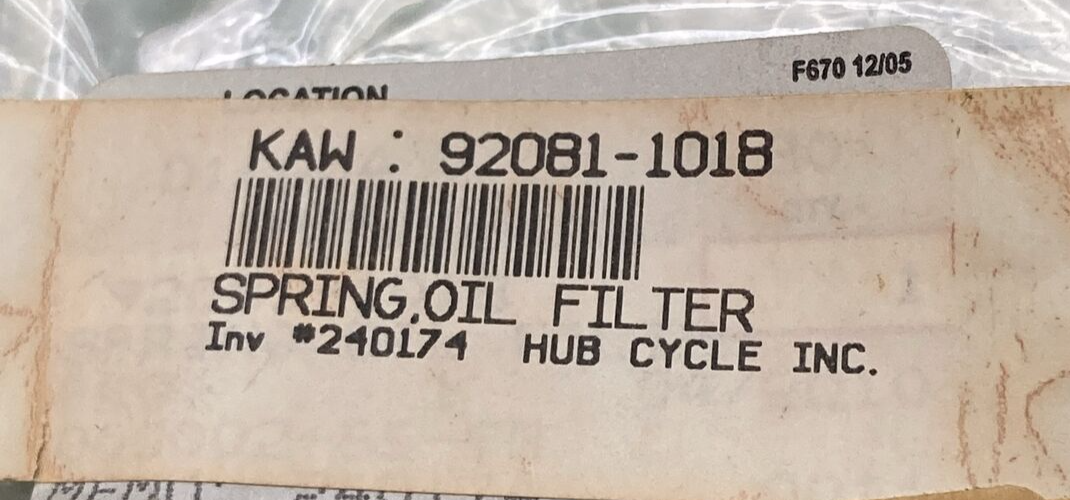 F670 12/05
LOCATION
KAW : 92081-1018
SPRING,OIL FILTER
Inv #240174 HUB CYCLE INC.